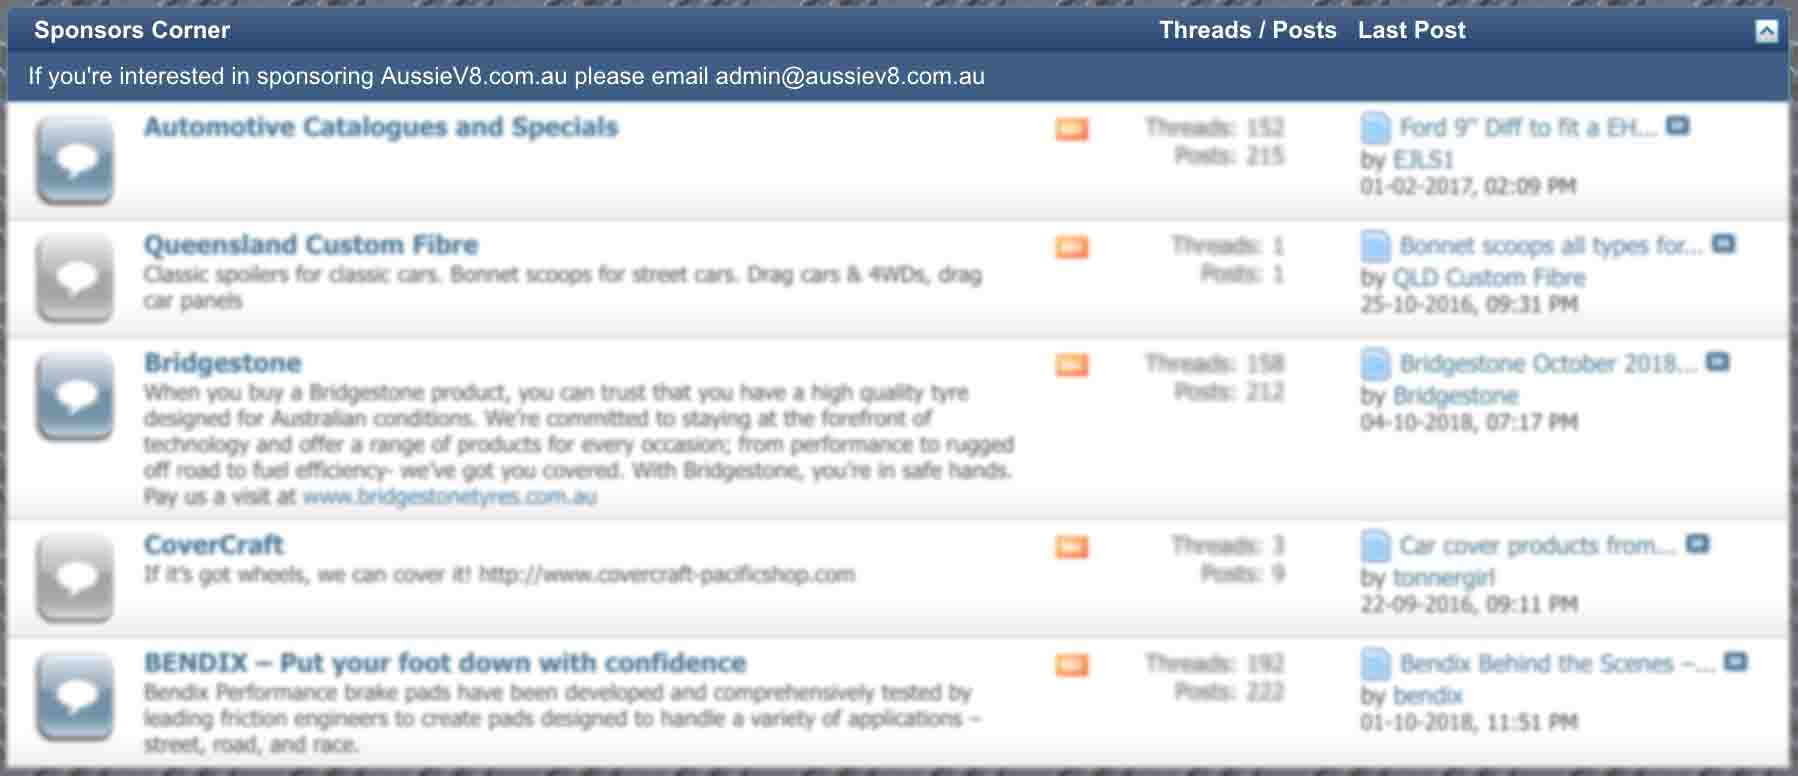 Sponsors Corner Threads / Posts Last Post
If you're interested in sponsoring AussieV8.com.au please email admin@aussiev8.com.au
Automotive Catalogues and Specials Threads: 152 Ford 9" Diff to fit a EH...
Posts: 215 by EJLS1
01-02-2017, 02:09 PM
Queensland Custom Fibre Threads: 1 Bonnet scoops all types for...
Classic spoilers for classic cars. Bonnet scoops for street cars. Drag cars & 4WDs, drag Posts: 1 by QLD Custom Fibre
car panels 25-10-2016, 09:31 PM
Bridgestone Threads: 158 Bridgestone October 2018...
When you buy a Bridgestone product, you can trust that you have a high quality tyre Posts: 212 by Bridgestone
designed for Australian conditions. We're committed to staying at the forefront of 04-10-2018, 07:17 PM
technology and offer a range of products for every occasion; from performance to rugged
off road to fuel efficiency- we've got you covered. With Bridgestone, you're in safe hands.
Pay us a visit at www.bridgestonetyres.com.au
CoverCraft Threads: 3 Car cover products from...
If it's got wheels, we can cover it! http://www.covercraft-pacificshop.com Posts: 9 by tonnergirl
22-09-2016, 09:11 PM
BENDIX – Put your foot down with confidence Threads: 192 Bendix Behind the Scenes –...
Bendix Performance brake pads have been developed and comprehensively tested by Posts: 222 by bendix
leading friction engineers to create pads designed to handle a variety of applications – 01-10-2018, 11:51 PM
street, road, and race.